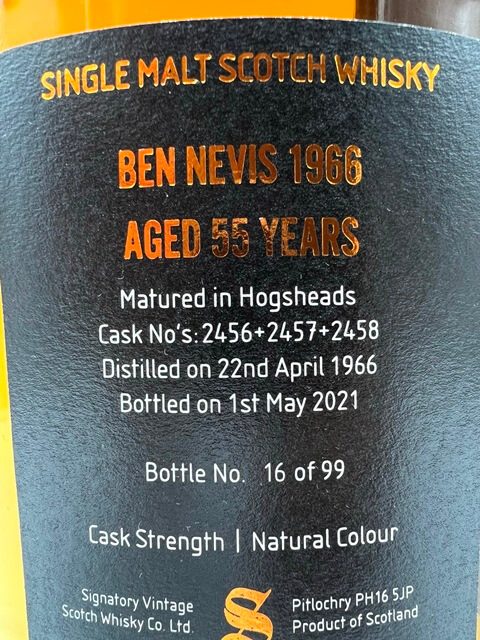 SINGLE MALT SCOTCH WHISKY
BEN NEVIS 1966
AGED 55 YEARS
Matured in Hogsheads
Cask No's: 2456+2457+2458
Distilled on 22nd April 1966
Bottled on 1st May 2021
Bottle No. 16 of 99
Cask Strength | Natural Colour
Signatory Vintage
Scotch Whisky Co. Ltd.
S
Pitlochry PH16 5JP
Product of Scotland